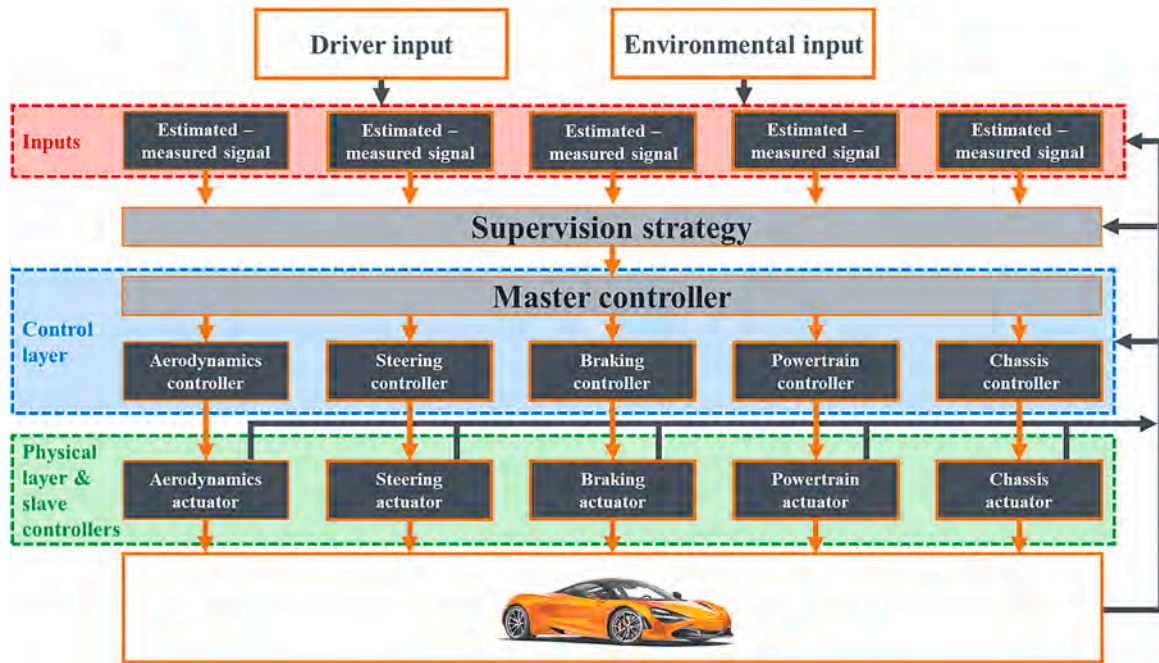 Driver input
Environmental input
Inputs
Estimated –
measured signal
Estimated –
measured signal
Estimated –
measured signal
Estimated –
measured signal
Estimated –
measured signal
Supervision strategy
Control
layer
Master controller
Aerodynamics
controller
Steering
controller
Braking
controller
Powertrain
controller
Chassis
controller
Physical
layer &
slave
controllers
Aerodynamics
actuator
Steering
actuator
Braking
actuator
Powertrain
actuator
Chassis
actuator